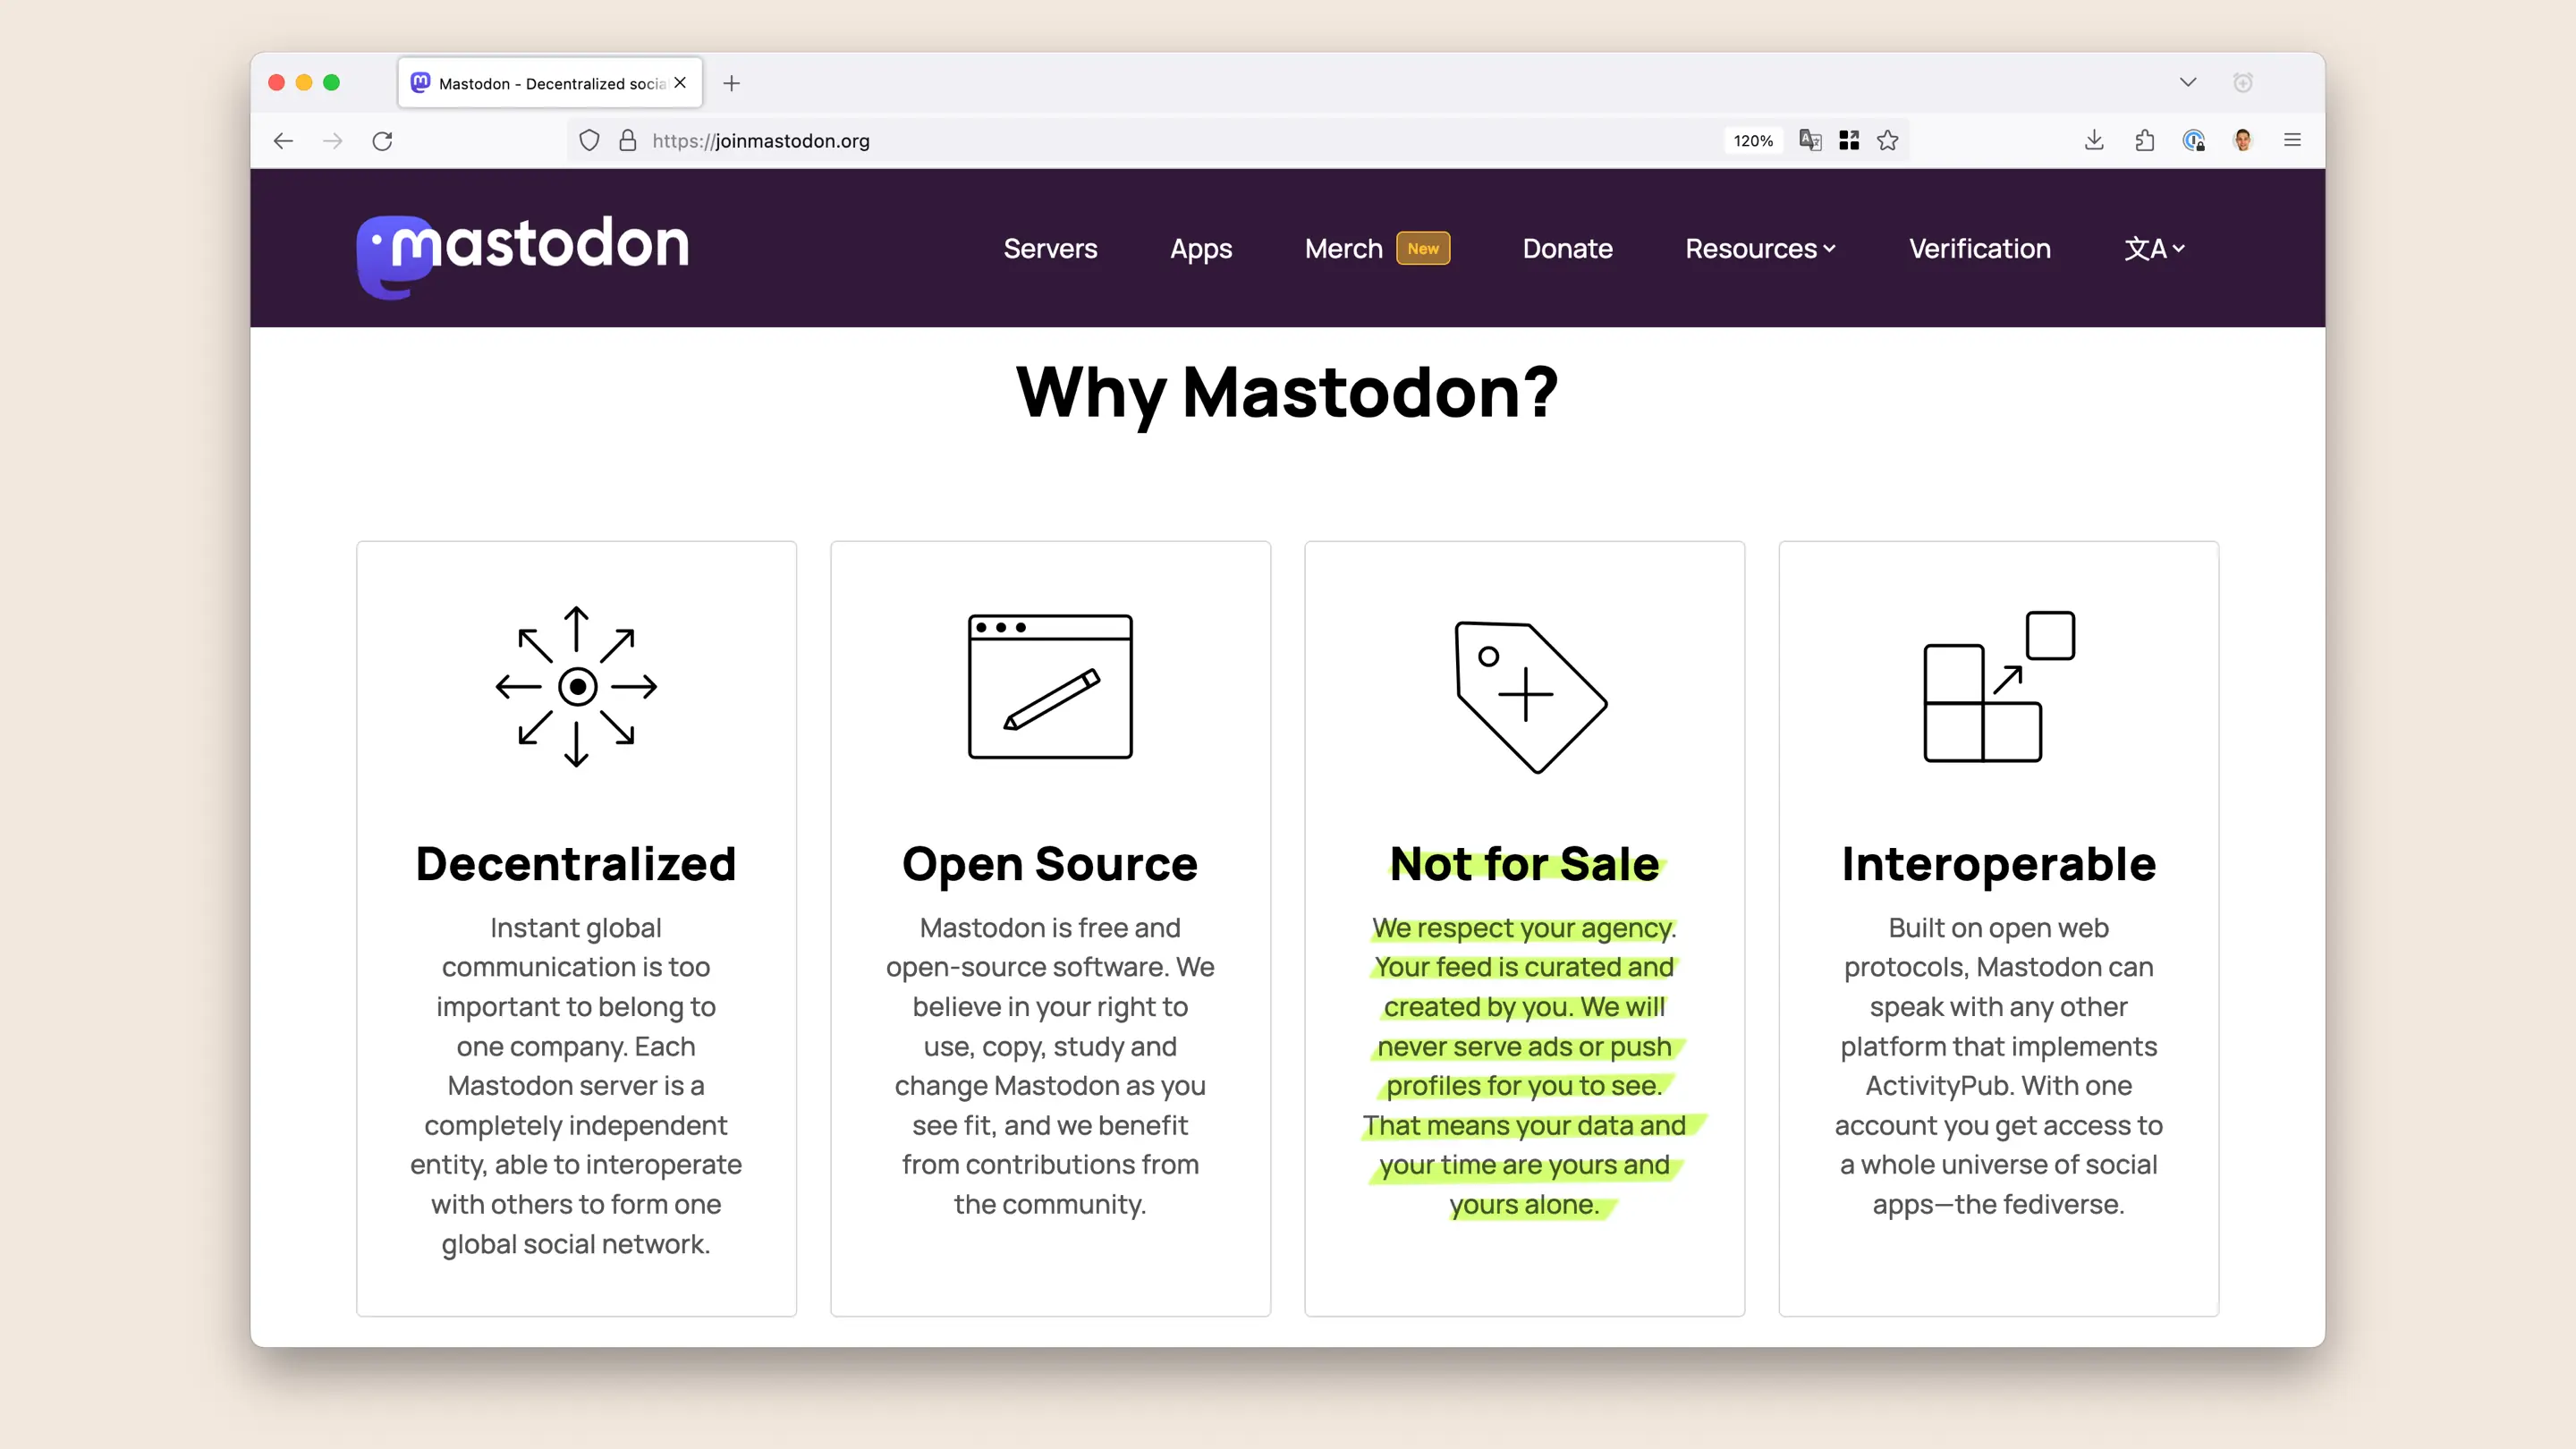 Mastodon - Decentralized socia
https://joinmastodon.org
120%
mastodon
Servers
Apps
Merch
New
Donate
Resources
Verification
文A
Why Mastodon?
Decentralized
Instant global
communication is too
important to belong to
one company. Each
Mastodon server is a
completely independent
entity, able to interoperate
with others to form one
global social network.
Open Source
Mastodon is free and
open-source software. We
believe in your right to
use, copy, study and
change Mastodon as you
see fit, and we benefit
from contributions from
the community.
Not for Sale
We respect your agency.
Your feed is curated and
created by you. We will
never serve ads or push
profiles for you to see.
That means your data and
your time are yours and
yours alone.
Interoperable
Built on open web
protocols, Mastodon can
speak with any other
platform that implements
ActivityPub. With one
account you get access to
a whole universe of social
apps—the fediverse.